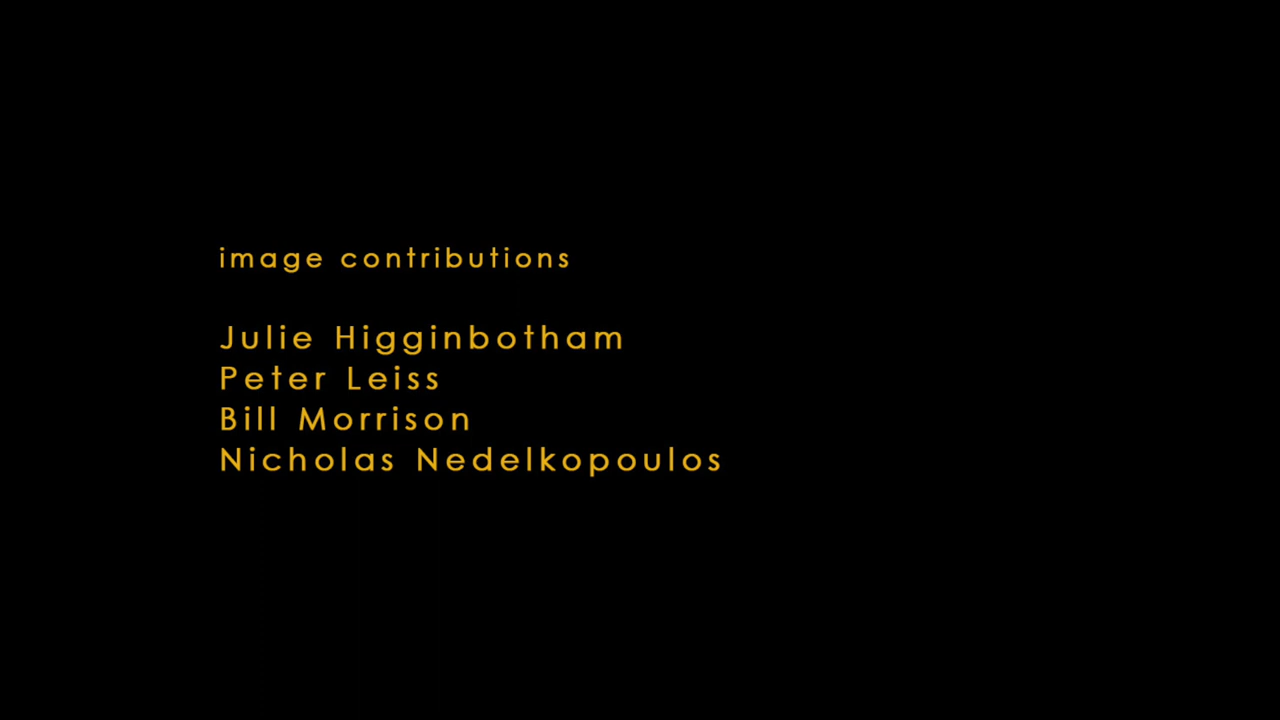 image contributions
Julie Higginbotham
Peter Leiss
Bill Morrison
Nicholas Nedelkopoulos